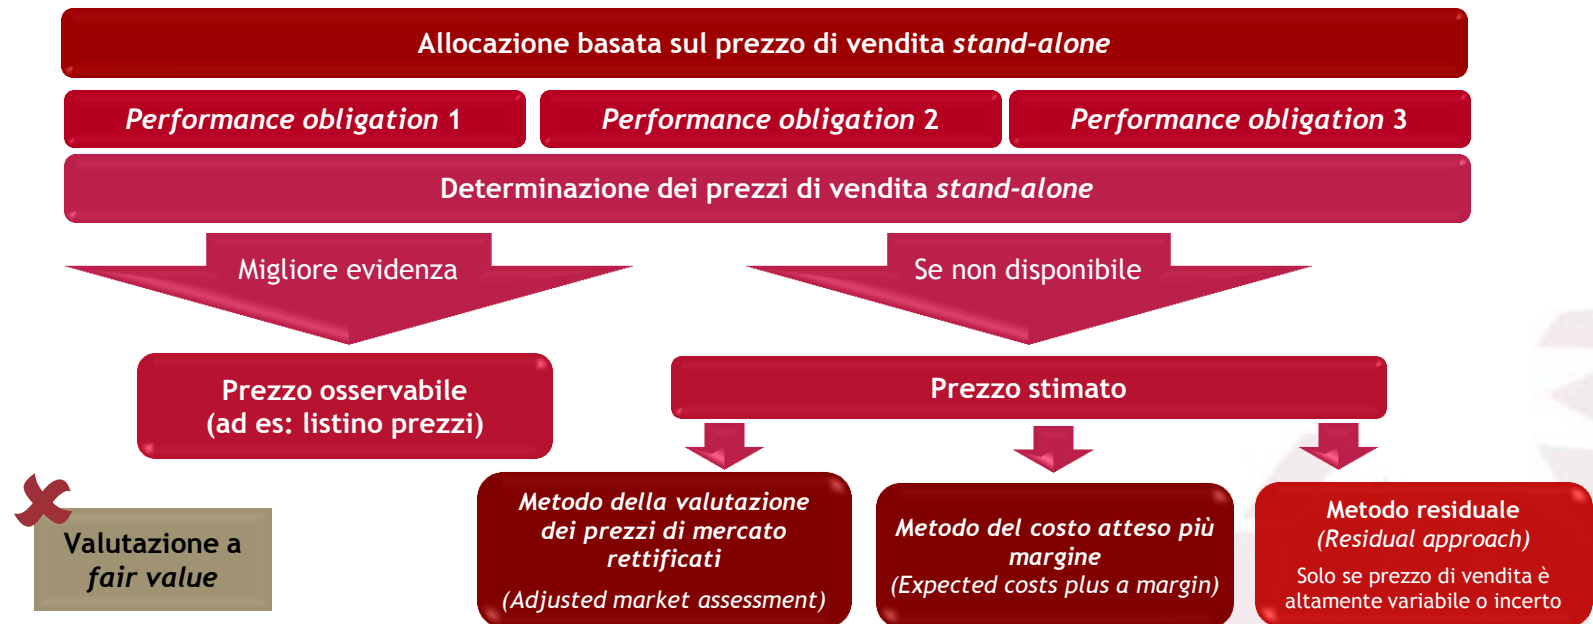 Allocazione basata sul prezzo di vendita stand-alone
Performance obligation 1
Performance obligation 2
Performance obligation 3
Determinazione dei prezzi di vendita stand-alone
Migliore evidenza
Se non disponibile
Prezzo osservabile
(ad es: listino prezzi)
Prezzo stimato
Valutazione a
fair value
Metodo della valutazione
dei prezzi di mercato
rettificati
(Adjusted market assessment)
Metodo del costo atteso più
margine
(Expected costs plus a margin)
Metodo residuale
(Residual approach)
Solo se prezzo di vendita è
altamente variabile o incerto